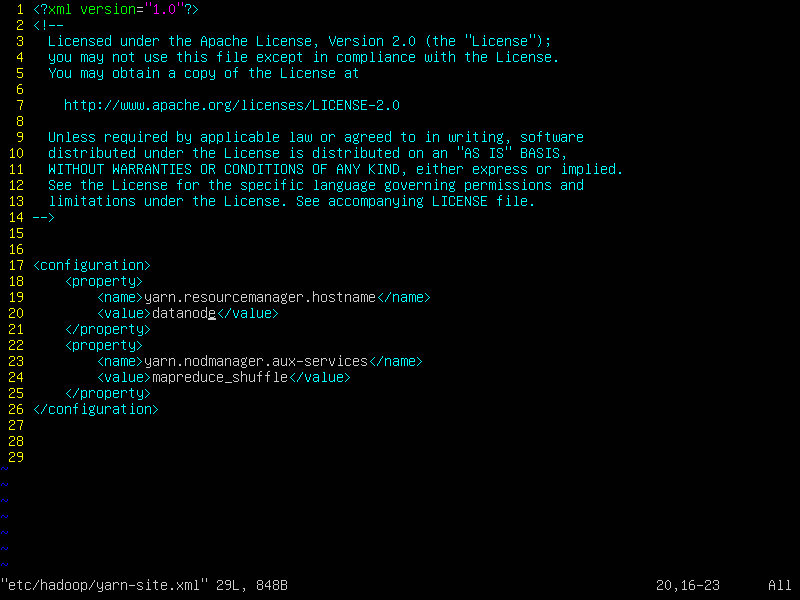 1 <?xml version="1.0"?>
2 <!--
3   Licensed under the Apache License, Version 2.0 (the "License");
4   you may not use this file except in compliance with the License.
5   You may obtain a copy of the License at
6
7     http://www.apache.org/licenses/LICENSE-2.0
8
9   Unless required by applicable law or agreed to in writing, software
10   distributed under the License is distributed on an "AS IS" BASIS,
11   WITHOUT WARRANTIES OR CONDITIONS OF ANY KIND, either express or implied.
12   See the License for the specific language governing permissions and
13   limitations under the License. See accompanying LICENSE file.
14 -->
15
16
17 <configuration>
18     <property>
19         <name>yarn.resourcemanager.hostname</name>
20         <value>datanode</value>
21     </property>
22     <property>
23         <name>yarn.nodmanager.aux-services</name>
24         <value>mapreduce_shuffle</value>
25     </property>
26 </configuration>
27
28
29
~
~
~
~
~
~
~
"etc/hadoop/yarn-site.xml" 29L, 848B 20,16-23 All